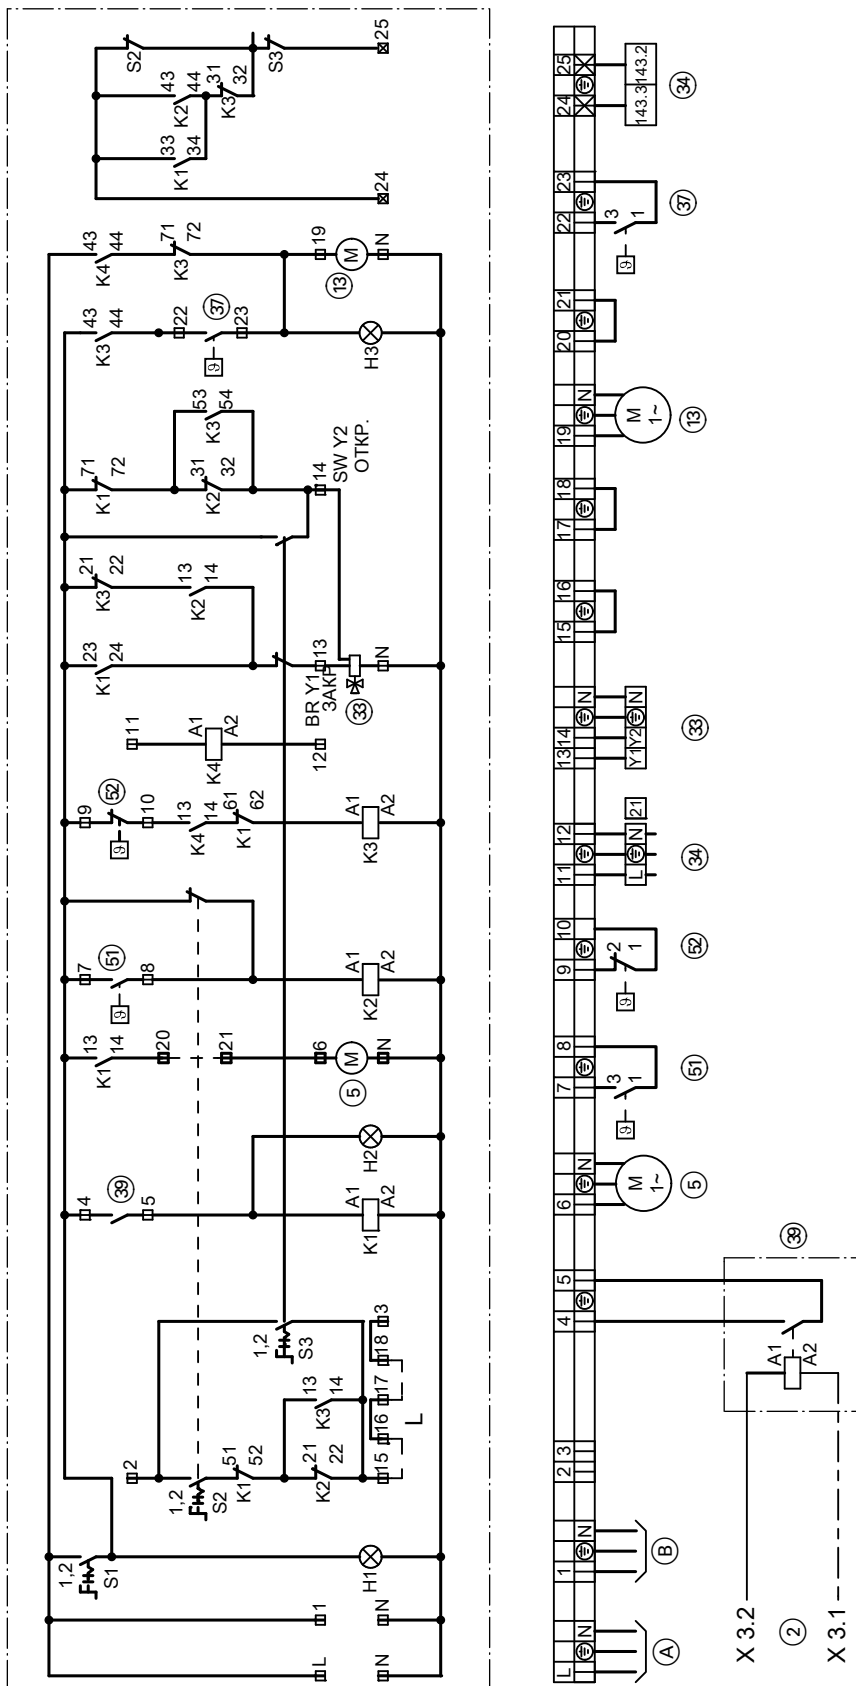 S2
S3
25
43
44
K2
31
32
K3
33
34
K1
24
43
44
K4
71
72
K3
19
M
N
13
43
44
K3
22
37
23
ϑ
H3
53
54
K3
71
72
K1
31
32
K2
14
SW Y2
ОТКР.
21
22
K3
13
14
K2
23
24
K1
13
BR Y1
ЗАКР.
33
N
11
A1
A2
K4
12
9
52
10
ϑ
13
14
K4
61
62
K1
A1
A2
K3
7
51
8
ϑ
A1
A2
K2
13
14
K1
20
21
6
M
N
5
H2
4
39
5
A1
A2
K1
1,2
S3
3
18
17
16
15
L
13
14
K3
2
1,2
S2
51
52
K1
21
22
K2
1,2
S1
H1
1
N
L
N
25
24
143.2
143.3
34
23
22
3
1
ϑ
37
21
20
N
19
M
1~
13
18
17
16
15
N
14
13
Y2
Y1
33
12
11
21
N
L
34
10
9
2
1
ϑ
52
8
7
3
1
ϑ
51
N
6
M
1~
5
39
5
4
A1
A2
3
2
N
1
B
N
L
A
X 3.2
2
X 3.1